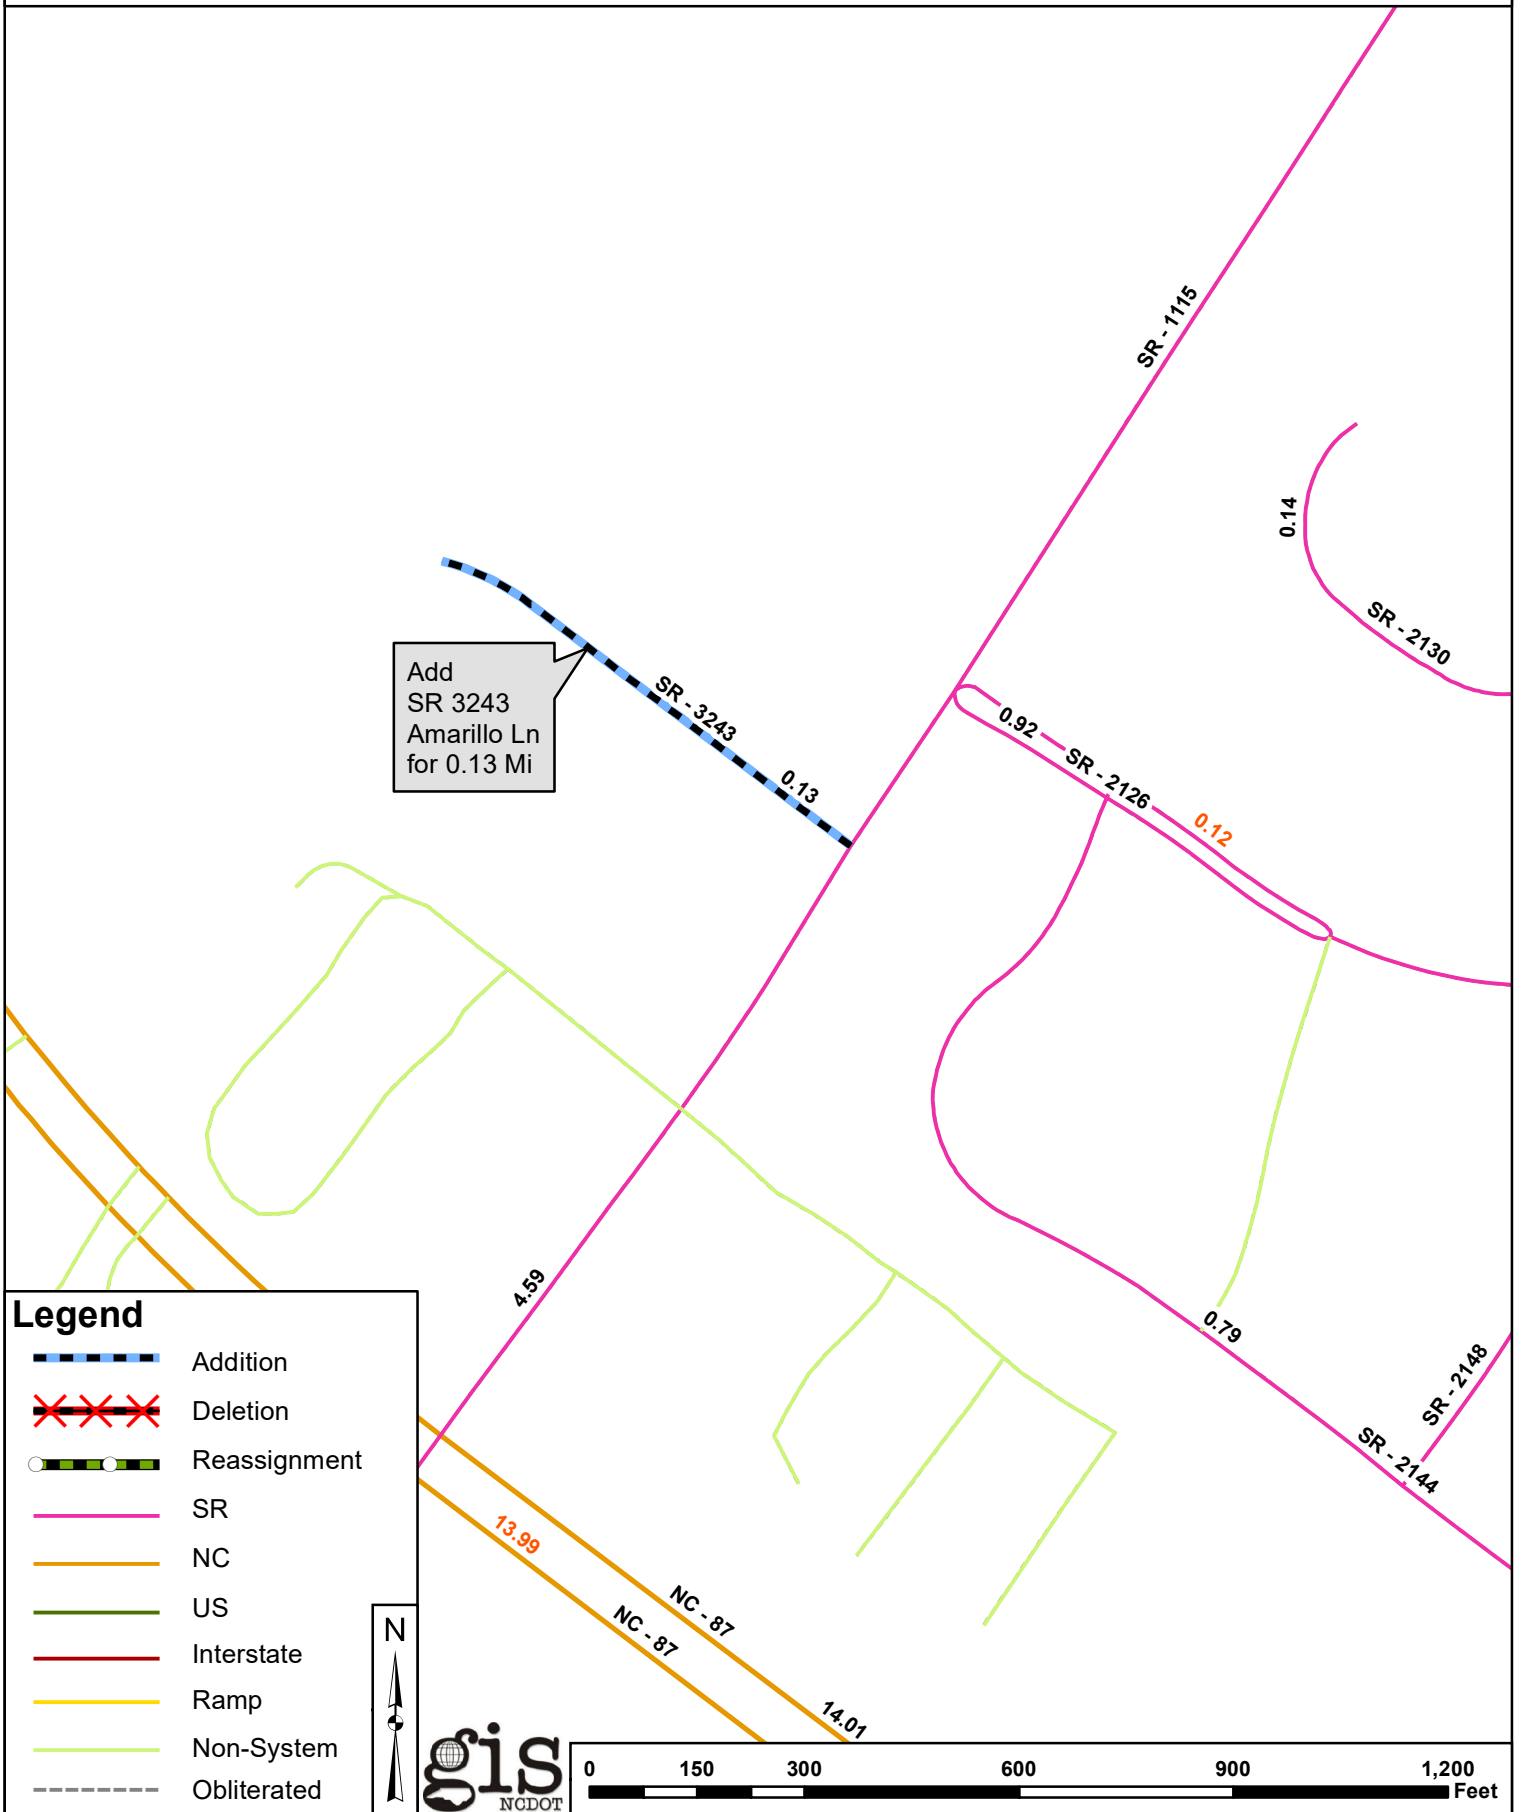 SR - 1115
0.14
SR - 2130
Add
SR 3243
Amarillo Ln
for 0.13 Mi
SR - 3243
0.13
0.92
SR - 2126
0.12
4.59
0.79
SR - 2148
SR - 2144
13.99
NC - 87
NC - 87
14.01
Legend
Addition
Deletion
Reassignment
SR
NC
US
Interstate
Ramp
Non-System
Obliterated
N
gis
NCDOT
0 150 300 600 900 1,200
Feet